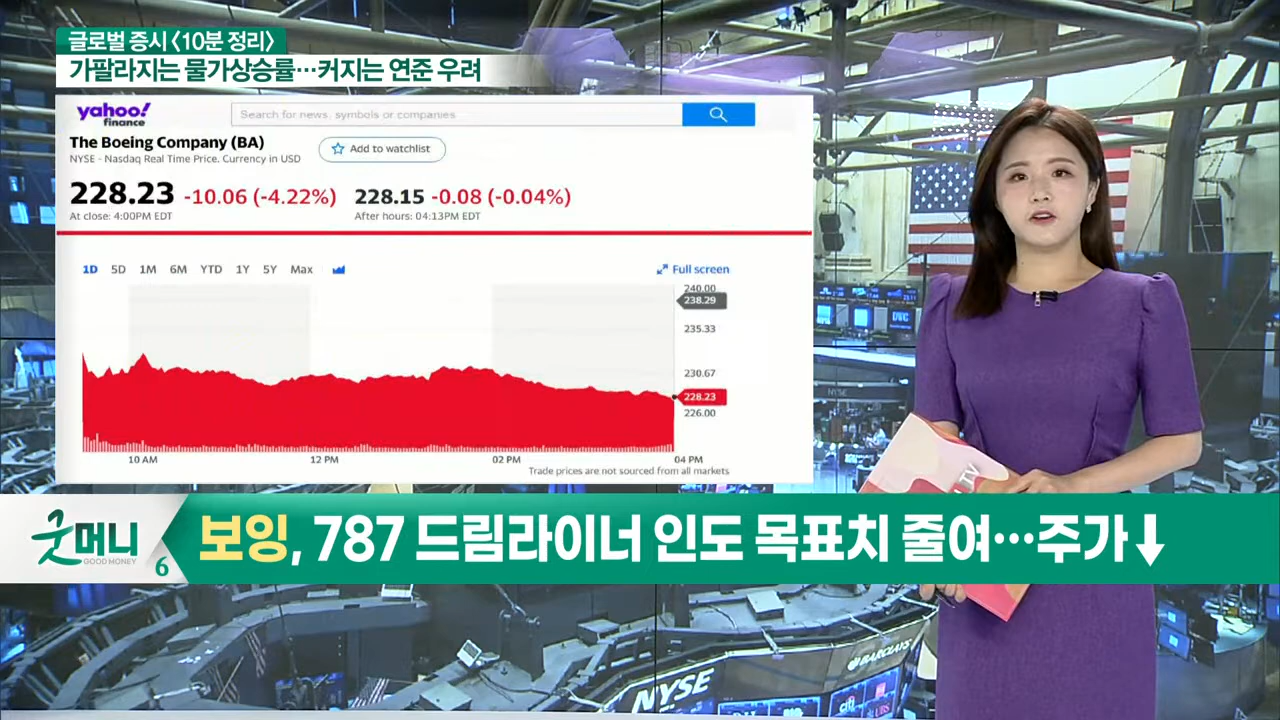 글로벌 증시 <10분 정리>
가팔라지는 물가상승률…커지는 연준 우려
yahoo!
finance
Search for news, symbols or companies
The Boeing Company (BA)
NYSE - Nasdaq Real Time Price. Currency in USD
Add to watchlist
228.23 -10.06 (-4.22%)
At close: 4:00PM EDT
228.15 -0.08 (-0.04%)
After hours: 04:13PM EDT
1D 5D 1M 6M YTD 1Y 5Y Max
Full screen
240.00
238.29
235.33
230.67
228.23
226.00
10 AM 12 PM 02 PM 04 PM
Trade prices are not sourced from all markets
TV
굿머니
GOOD MONEY
6
보잉, 787 드림라이너 인도 목표치 줄여…주가↓
NYSE
BARCLAYS
citi
UBS